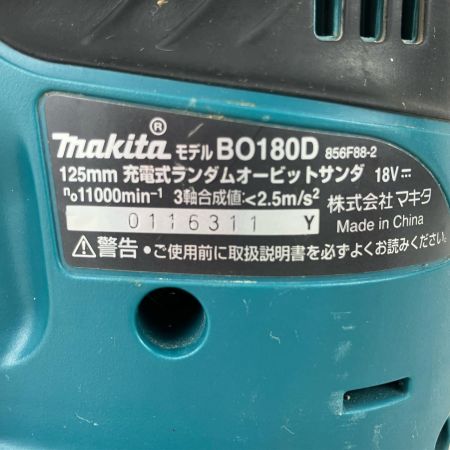 makita® モデル BO180D 856F88-2
125mm 充電式ランダムオービットサンダ 18V⎓
n₀11000min⁻¹ 3軸合成値:<2.5m/s²
株式会社 マキタ
0116311 Y
Made in China
⚠警告・ご使用前に取扱説明書を必ずよくお読みください。